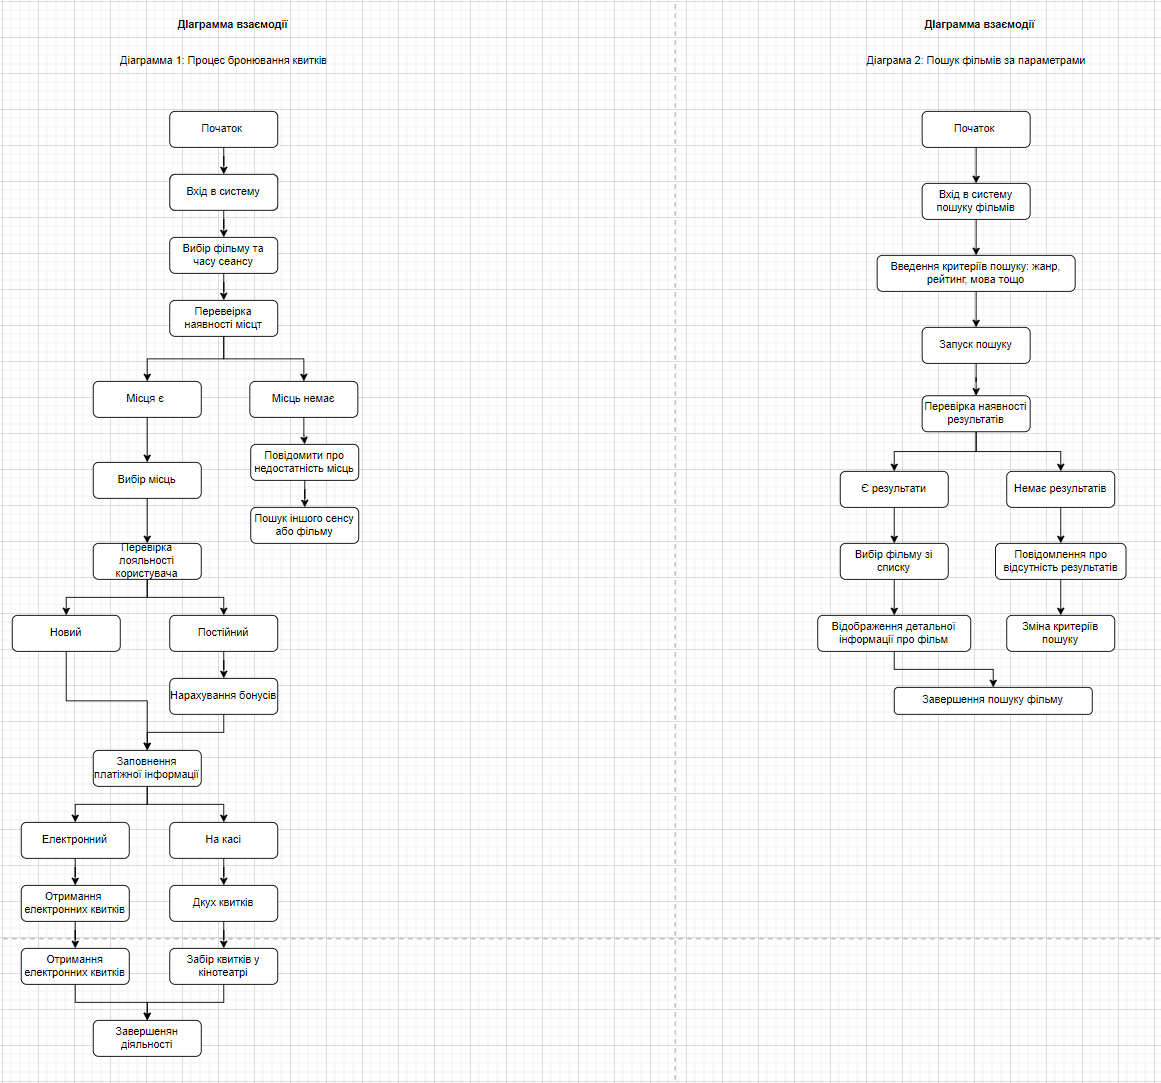 Діаграмма взаємодії
Діаграмма 1: Процес бронювання квитків
Початок
Вхід в систему
Вибір фільму та
часу сеансу
Перевеірка
наявності місцт
Місця є
Місць немає
Вибір місць
Повідомити про
недостатність місць
Пошук іншого сенсу
або фільму
Перевірка
лояльності
користувача
Новий
Постійний
Нарахування бонусів
Заповнення
платіжної інформації
Електронний
На касі
Отримання
електронних квитків
Дкух квитків
Отримання
електронних квитків
Забір квитків у
кінотеатрі
Завершенян
діяльності
Діаграмма взаємодії
Діаграма 2: Пошук фільмів за параметрами
Початок
Вхід в систему
пошуку фільмів
Введення критеріїв пошуку: жанр,
рейтинг, мова тощо
Запуск пошуку
Перевірка наявності
результатів
Є результати
Немає результатів
Вибір фільму зі
списку
Повідомлення про
відсутність результатів
Відображення детальної
інформації про фільм
Зміна критеріїв
пошуку
Завершення пошуку фільму